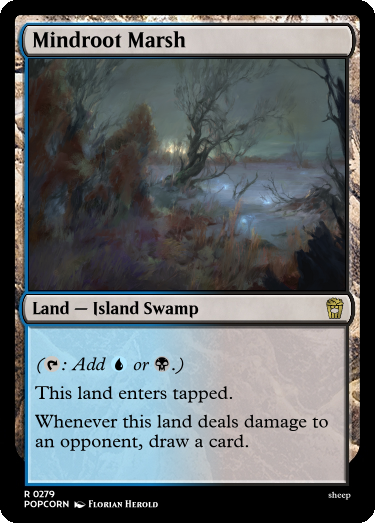 Mindroot Marsh
Land — Island Swamp
(: Add  or .)
This land enters tapped.
Whenever this land deals damage to
an opponent, draw a card.
R 0279
POPCORN Florian Herold
sheep